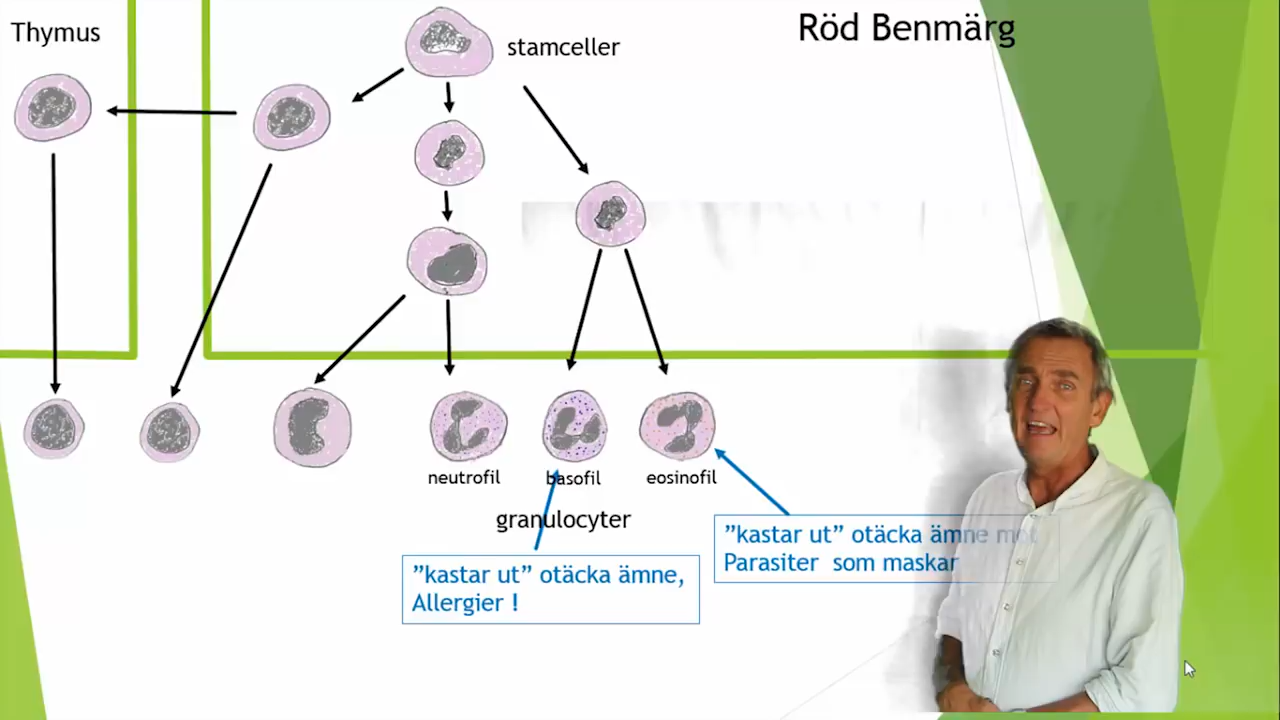 Thymus
stamceller
Röd Benmärg
neutrofil
basofil
eosinofil
granulocyter
”kastar ut” otäcka ämne mot
Parasiter som maskar
”kastar ut” otäcka ämne,
Allergier !